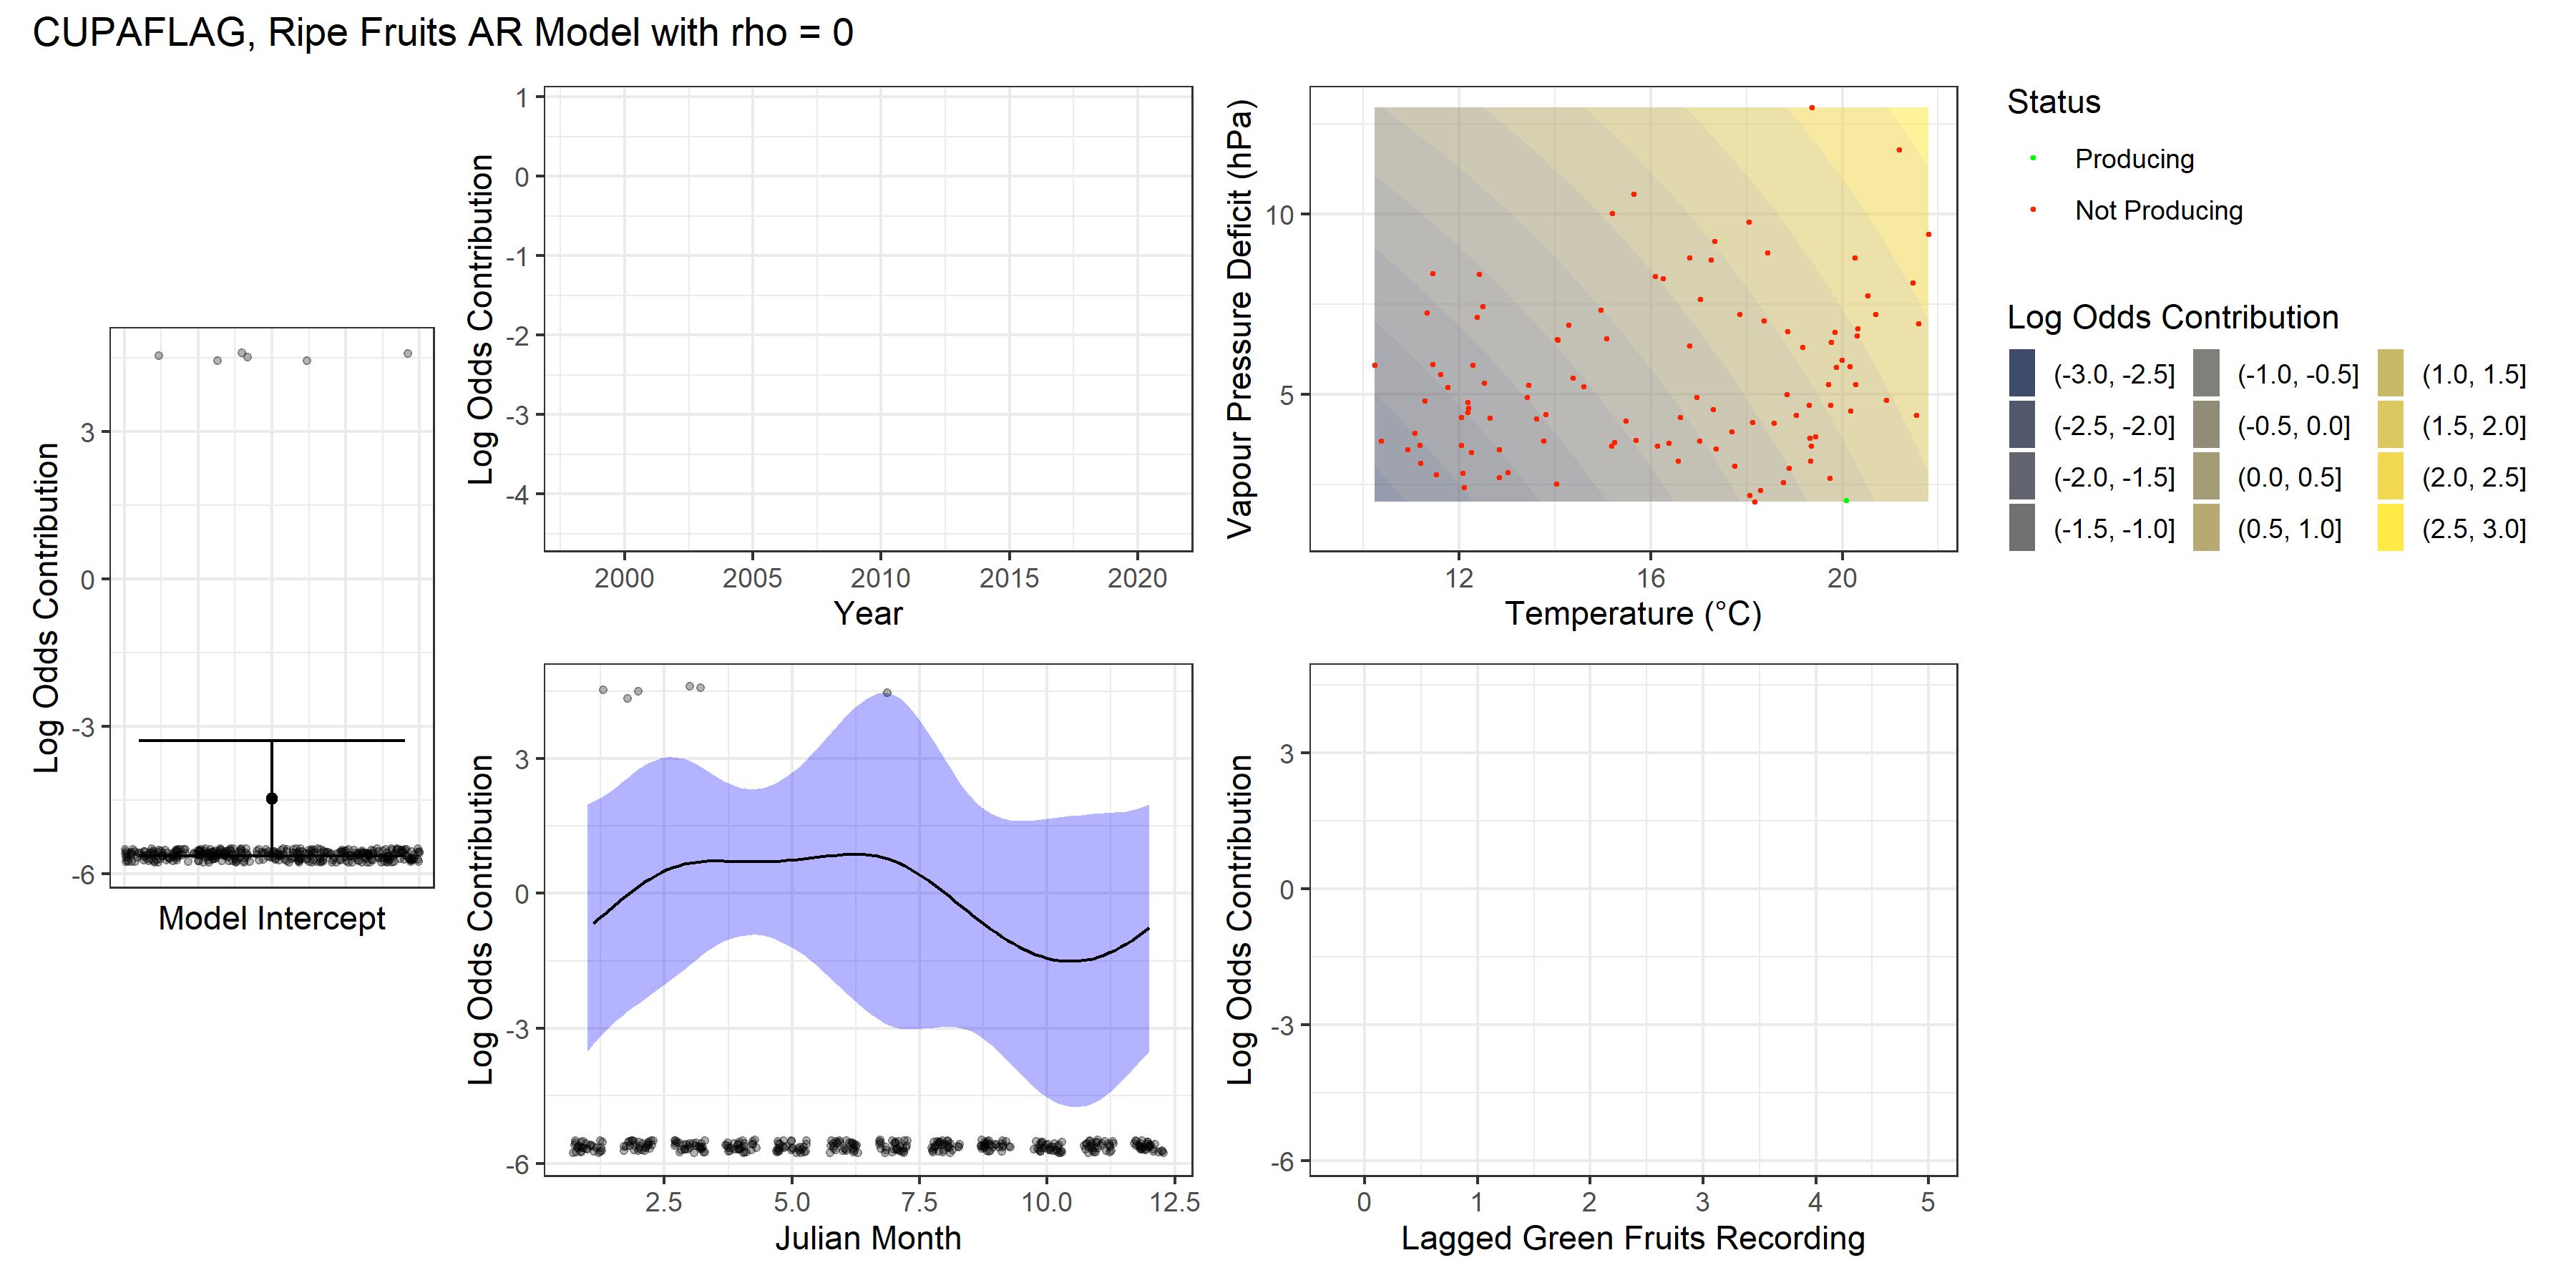 CUPAFLAG, Ripe Fruits AR Model with rho = 0
Log Odds Contribution
3
0
-3
-6
Model Intercept
Log Odds Contribution
1
0
-1
-2
-3
-4
2000 2005 2010 2015 2020
Year
Vapour Pressure Deficit (hPa)
10
5
12 16 20
Temperature (°C)
Status
Producing
Not Producing
Log Odds Contribution
(-3.0, -2.5] (-1.0, -0.5] (1.0, 1.5]
(-2.5, -2.0] (-0.5, 0.0] (1.5, 2.0]
(-2.0, -1.5] (0.0, 0.5] (2.0, 2.5]
(-1.5, -1.0] (0.5, 1.0] (2.5, 3.0]
Log Odds Contribution
3
0
-3
-6
2.5 5.0 7.5 10.0 12.5
Julian Month
Log Odds Contribution
3
0
-3
-6
0 1 2 3 4 5
Lagged Green Fruits Recording